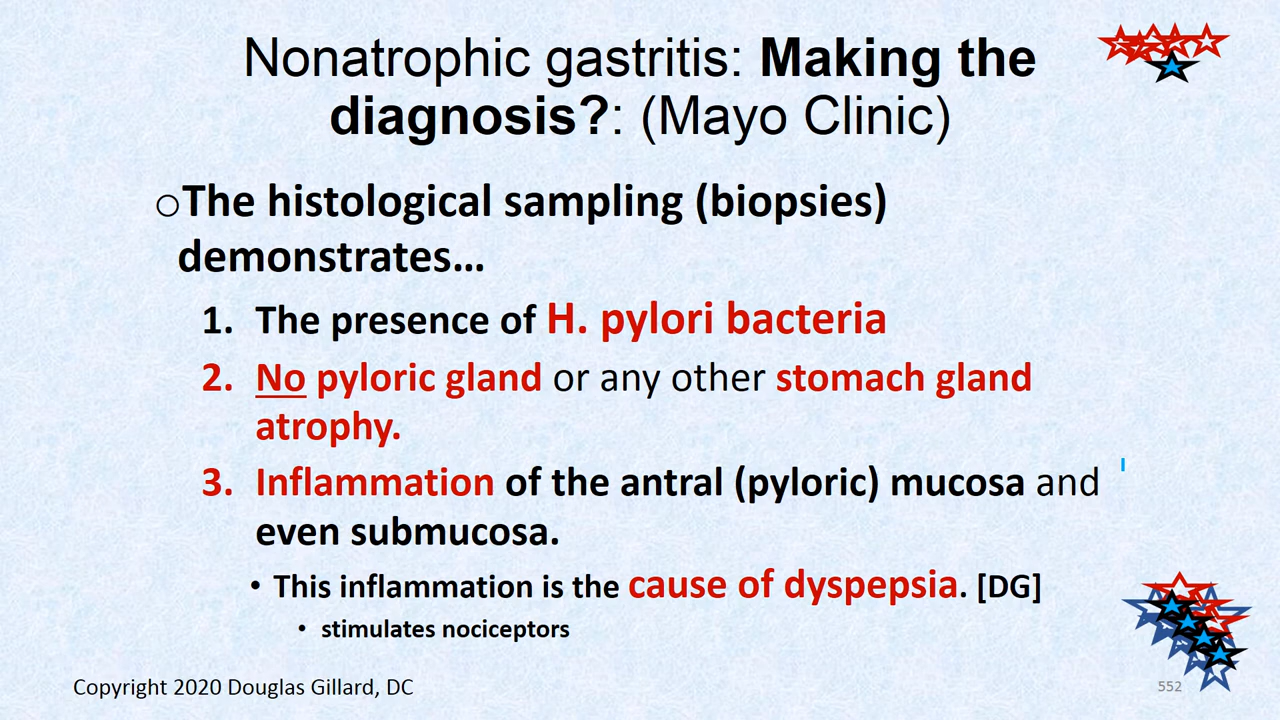 Nonatrophic gastritis: Making the
diagnosis?: (Mayo Clinic)
The histological sampling (biopsies)
demonstrates...
1. The presence of H. pylori bacteria
2. No pyloric gland or any other stomach gland
atrophy.
3. Inflammation of the antral (pyloric) mucosa and
even submucosa.
• This inflammation is the cause of dyspepsia. [DG]
• stimulates nociceptors
Copyright 2020 Douglas Gillard, DC
552